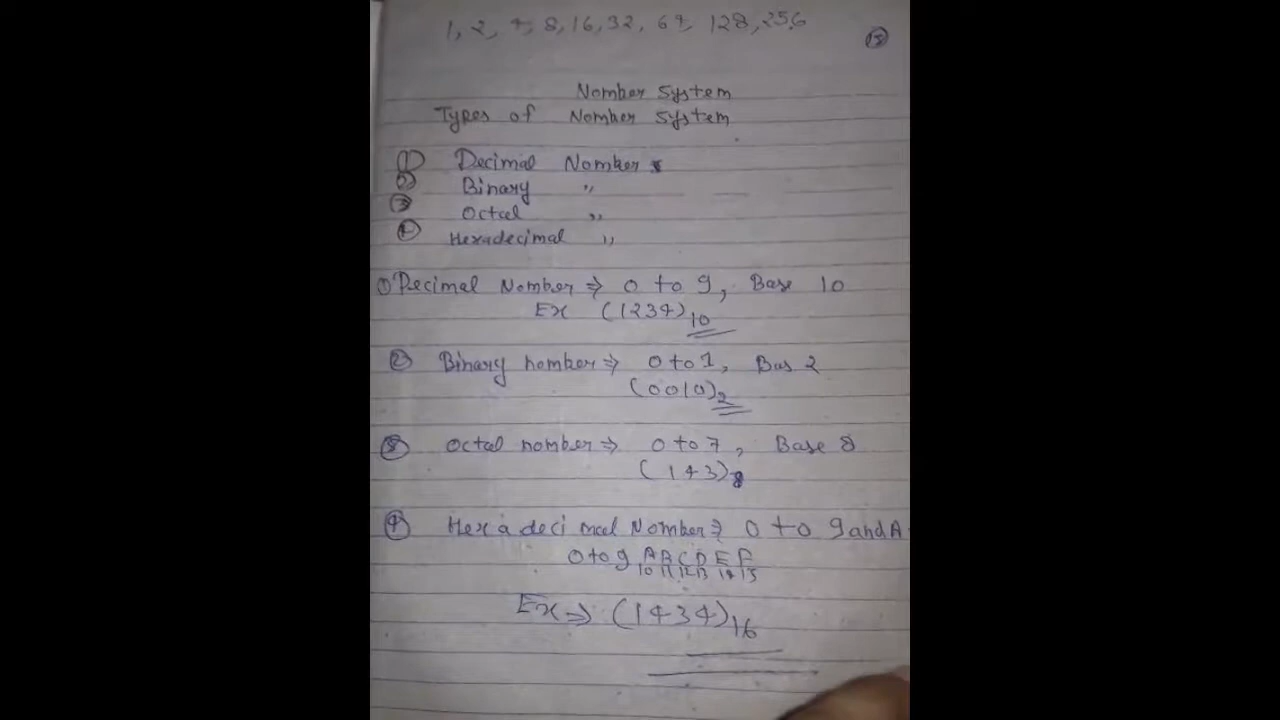 1, 2, 4, 8, 16, 32, 64, 128, 256
Nomber System
Types of Nomber System
① Decimal Nomber s
② Binary ,,
③ Octal ,,
④ Hexadecimal ,,
① Decimal Nomber ⇒ 0 to 9, Base 10
Ex (1234)10
② Binary nomber ⇒ 0 to 1, Bas 2
(0010)2
③ Octal nomber ⇒ 0 to 7, Base 8
(143)8
④ Hexadecimal Nomber ⇒ 0 to 9 and A
0 to 9 A B C D E F
10 11 12 13 14 15
Ex ⇒ (1434)16